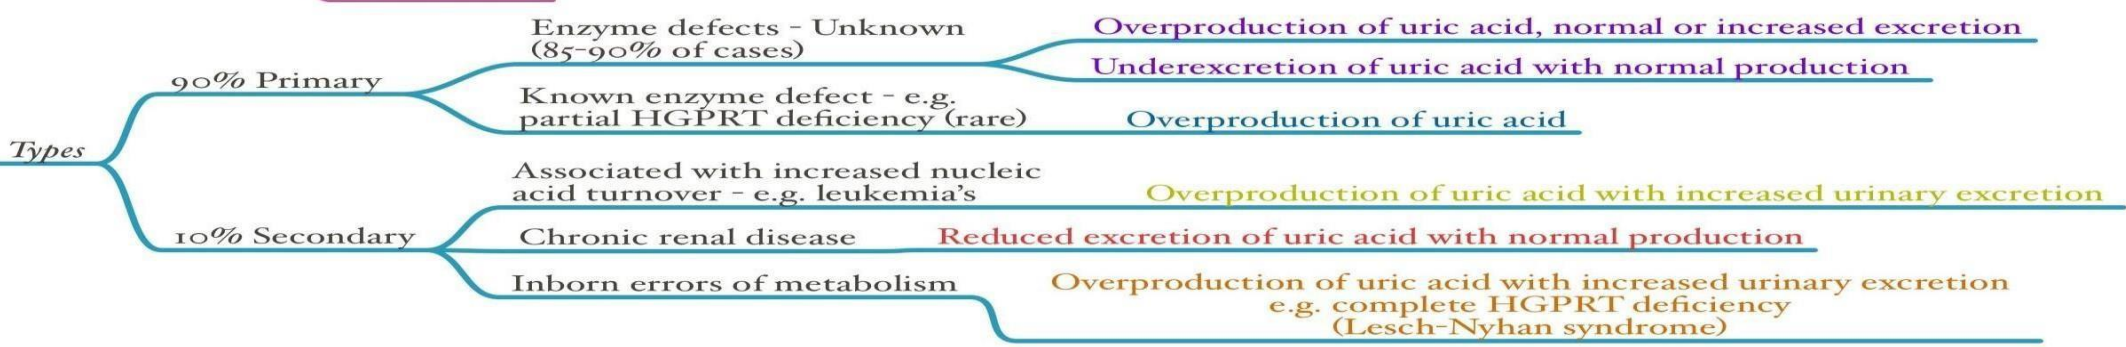 Types
90% Primary
Enzyme defects - Unknown
(85-90% of cases)
Overproduction of uric acid, normal or increased excretion
Underexcretion of uric acid with normal production
Known enzyme defect - e.g.
partial HGPRT deficiency (rare)
Overproduction of uric acid
10% Secondary
Associated with increased nucleic
acid turnover - e.g. leukemia's
Overproduction of uric acid with increased urinary excretion
Chronic renal disease
Reduced excretion of uric acid with normal production
Inborn errors of metabolism
Overproduction of uric acid with increased urinary excretion
e.g. complete HGPRT deficiency
(Lesch-Nyhan syndrome)